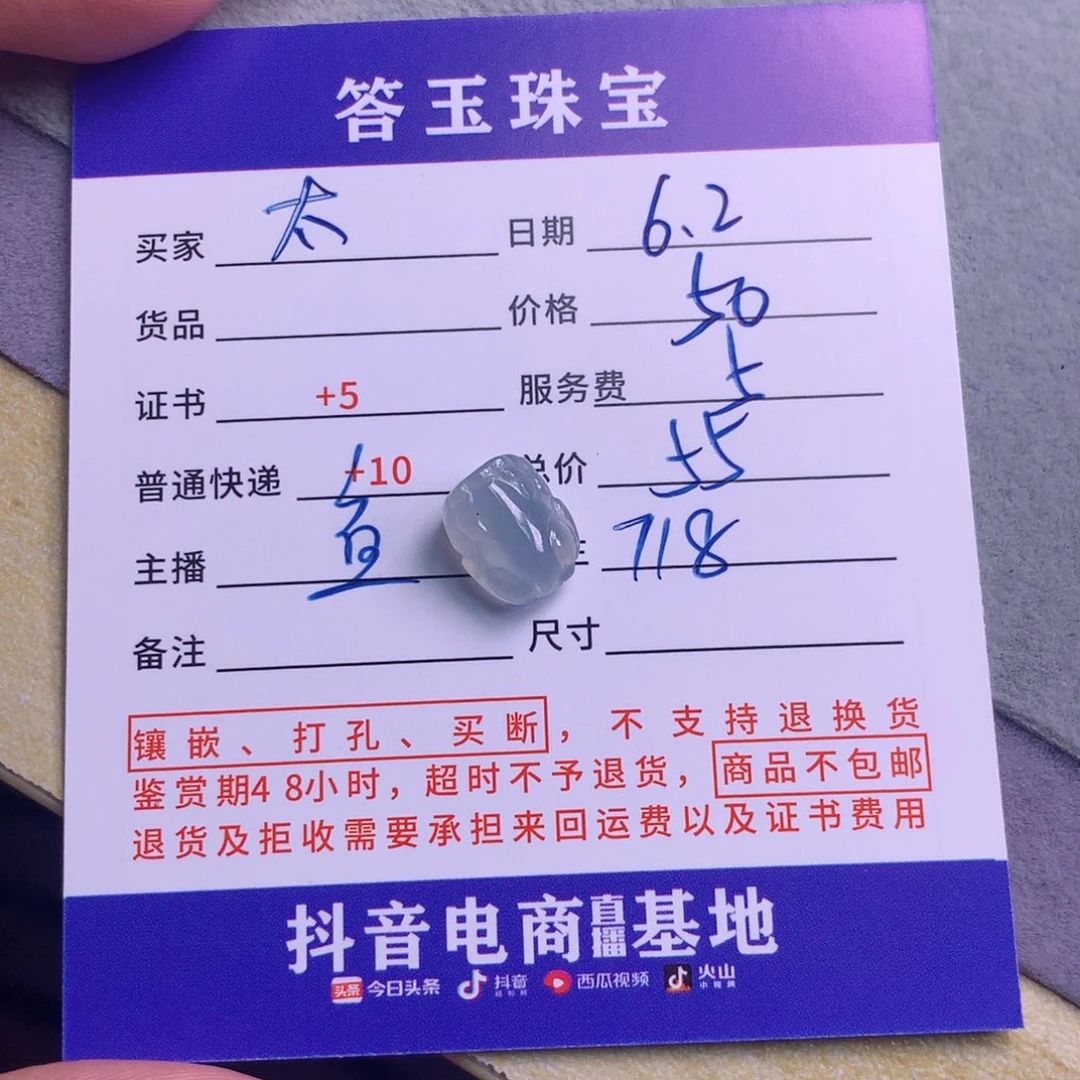 答玉珠宝
买家 太 日期 6.2
货品 价格 50
证书 +5 服务费 5
普通快递 +10 总价 55
主播 718
备注 尺寸
镶嵌、打孔、买断，不支持退换货
鉴赏期48小时，超时不予退货，商品不包邮
退货及拒收需要承担来回运费以及证书费用
抖音电商直播基地
头条 今日头条 抖音 西瓜视频 火山